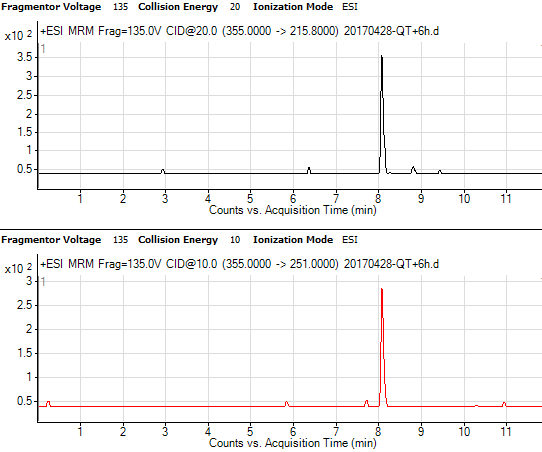 Fragmentor Voltage 135 Collision Energy 20 Ionization Mode ESI
x10 2 +ESI MRM Frag=135.0V CID@20.0 (355.0000 -> 215.8000) 20170428-QT+6h.d
1
3.5
3
2.5
2
1.5
1
0.5
1 2 3 4 5 6 7 8 9 10 11
Counts vs. Acquisition Time (min)
Fragmentor Voltage 135 Collision Energy 10 Ionization Mode ESI
x10 2 +ESI MRM Frag=135.0V CID@10.0 (355.0000 -> 251.0000) 20170428-QT+6h.d
3 1
2.5
2
1.5
1
0.5
1 2 3 4 5 6 7 8 9 10 11
Counts vs. Acquisition Time (min)